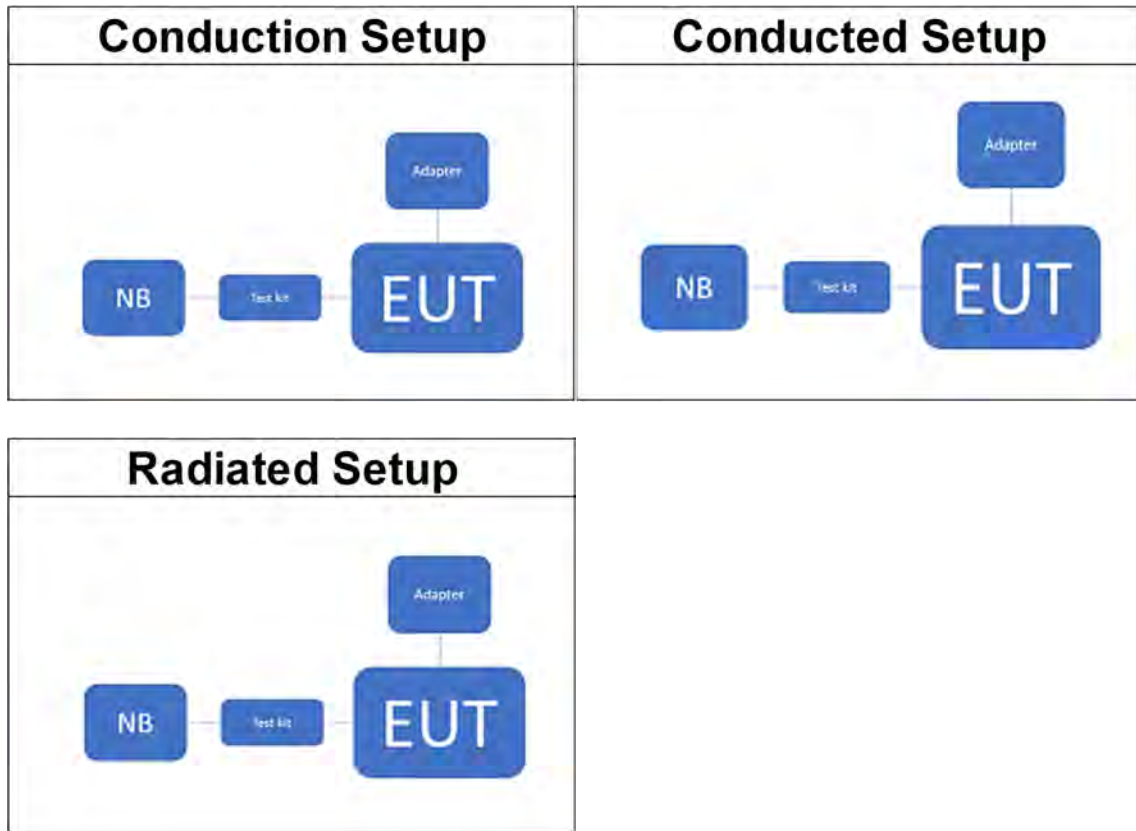 Conduction Setup
Adapter
NB
Test kit
EUT
Conducted Setup
Adapter
NB
Test kit
EUT
Radiated Setup
Adapter
NB
Test kit
EUT